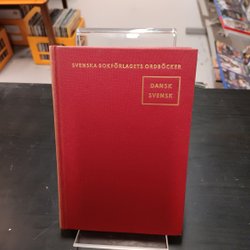 SVENSKA BOKFÖRLAGETS ORDBÖCKER
DANSK
SVENSK